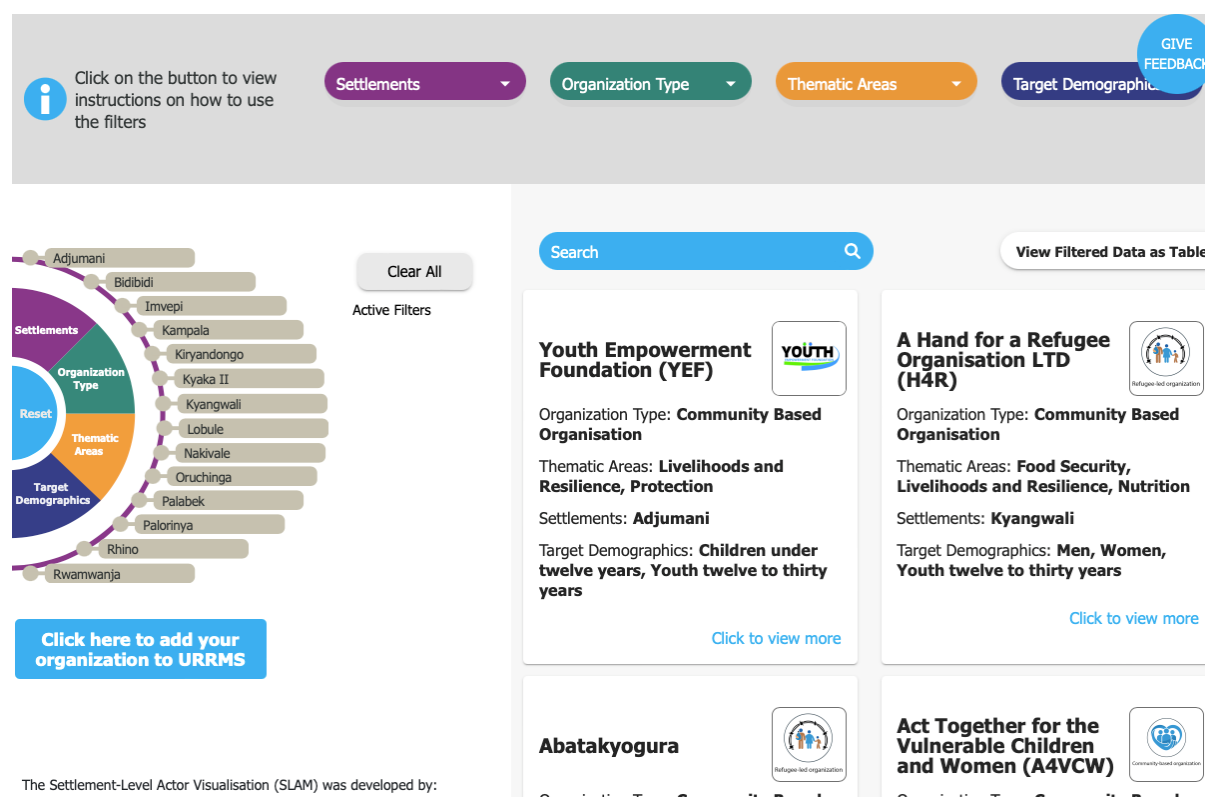 Click on the button to view
instructions on how to use
the filters
Settlements
Organization Type
Thematic Areas
Target Demographic
GIVE
FEEDBACK
Adjumani
Bidibidi
Imvepi
Kampala
Kiryandongo
Kyaka II
Kyangwali
Lobule
Nakivale
Oruchinga
Palabek
Palorinya
Rhino
Rwamwanja
Settlements
Organization
Type
Thematic
Areas
Target
Demographics
Reset
Clear All
Active Filters
Click here to add your
organization to URRMS
The Settlement-Level Actor Visualisation (SLAM) was developed by:
Search
View Filtered Data as Table
Youth Empowerment
Foundation (YEF)
YOUTH
Organization Type: Community Based
Organisation
Thematic Areas: Livelihoods and
Resilience, Protection
Settlements: Adjumani
Target Demographics: Children under
twelve years, Youth twelve to thirty
years
Click to view more
A Hand for a Refugee
Organisation LTD
(H4R)
Refugee-led organization
Organization Type: Community Based
Organisation
Thematic Areas: Food Security,
Livelihoods and Resilience, Nutrition
Settlements: Kyangwali
Target Demographics: Men, Women,
Youth twelve to thirty years
Click to view more
Abatakyogura
Refugee-led organization
Act Together for the
Vulnerable Children
and Women (A4VCW)
Community-based organization